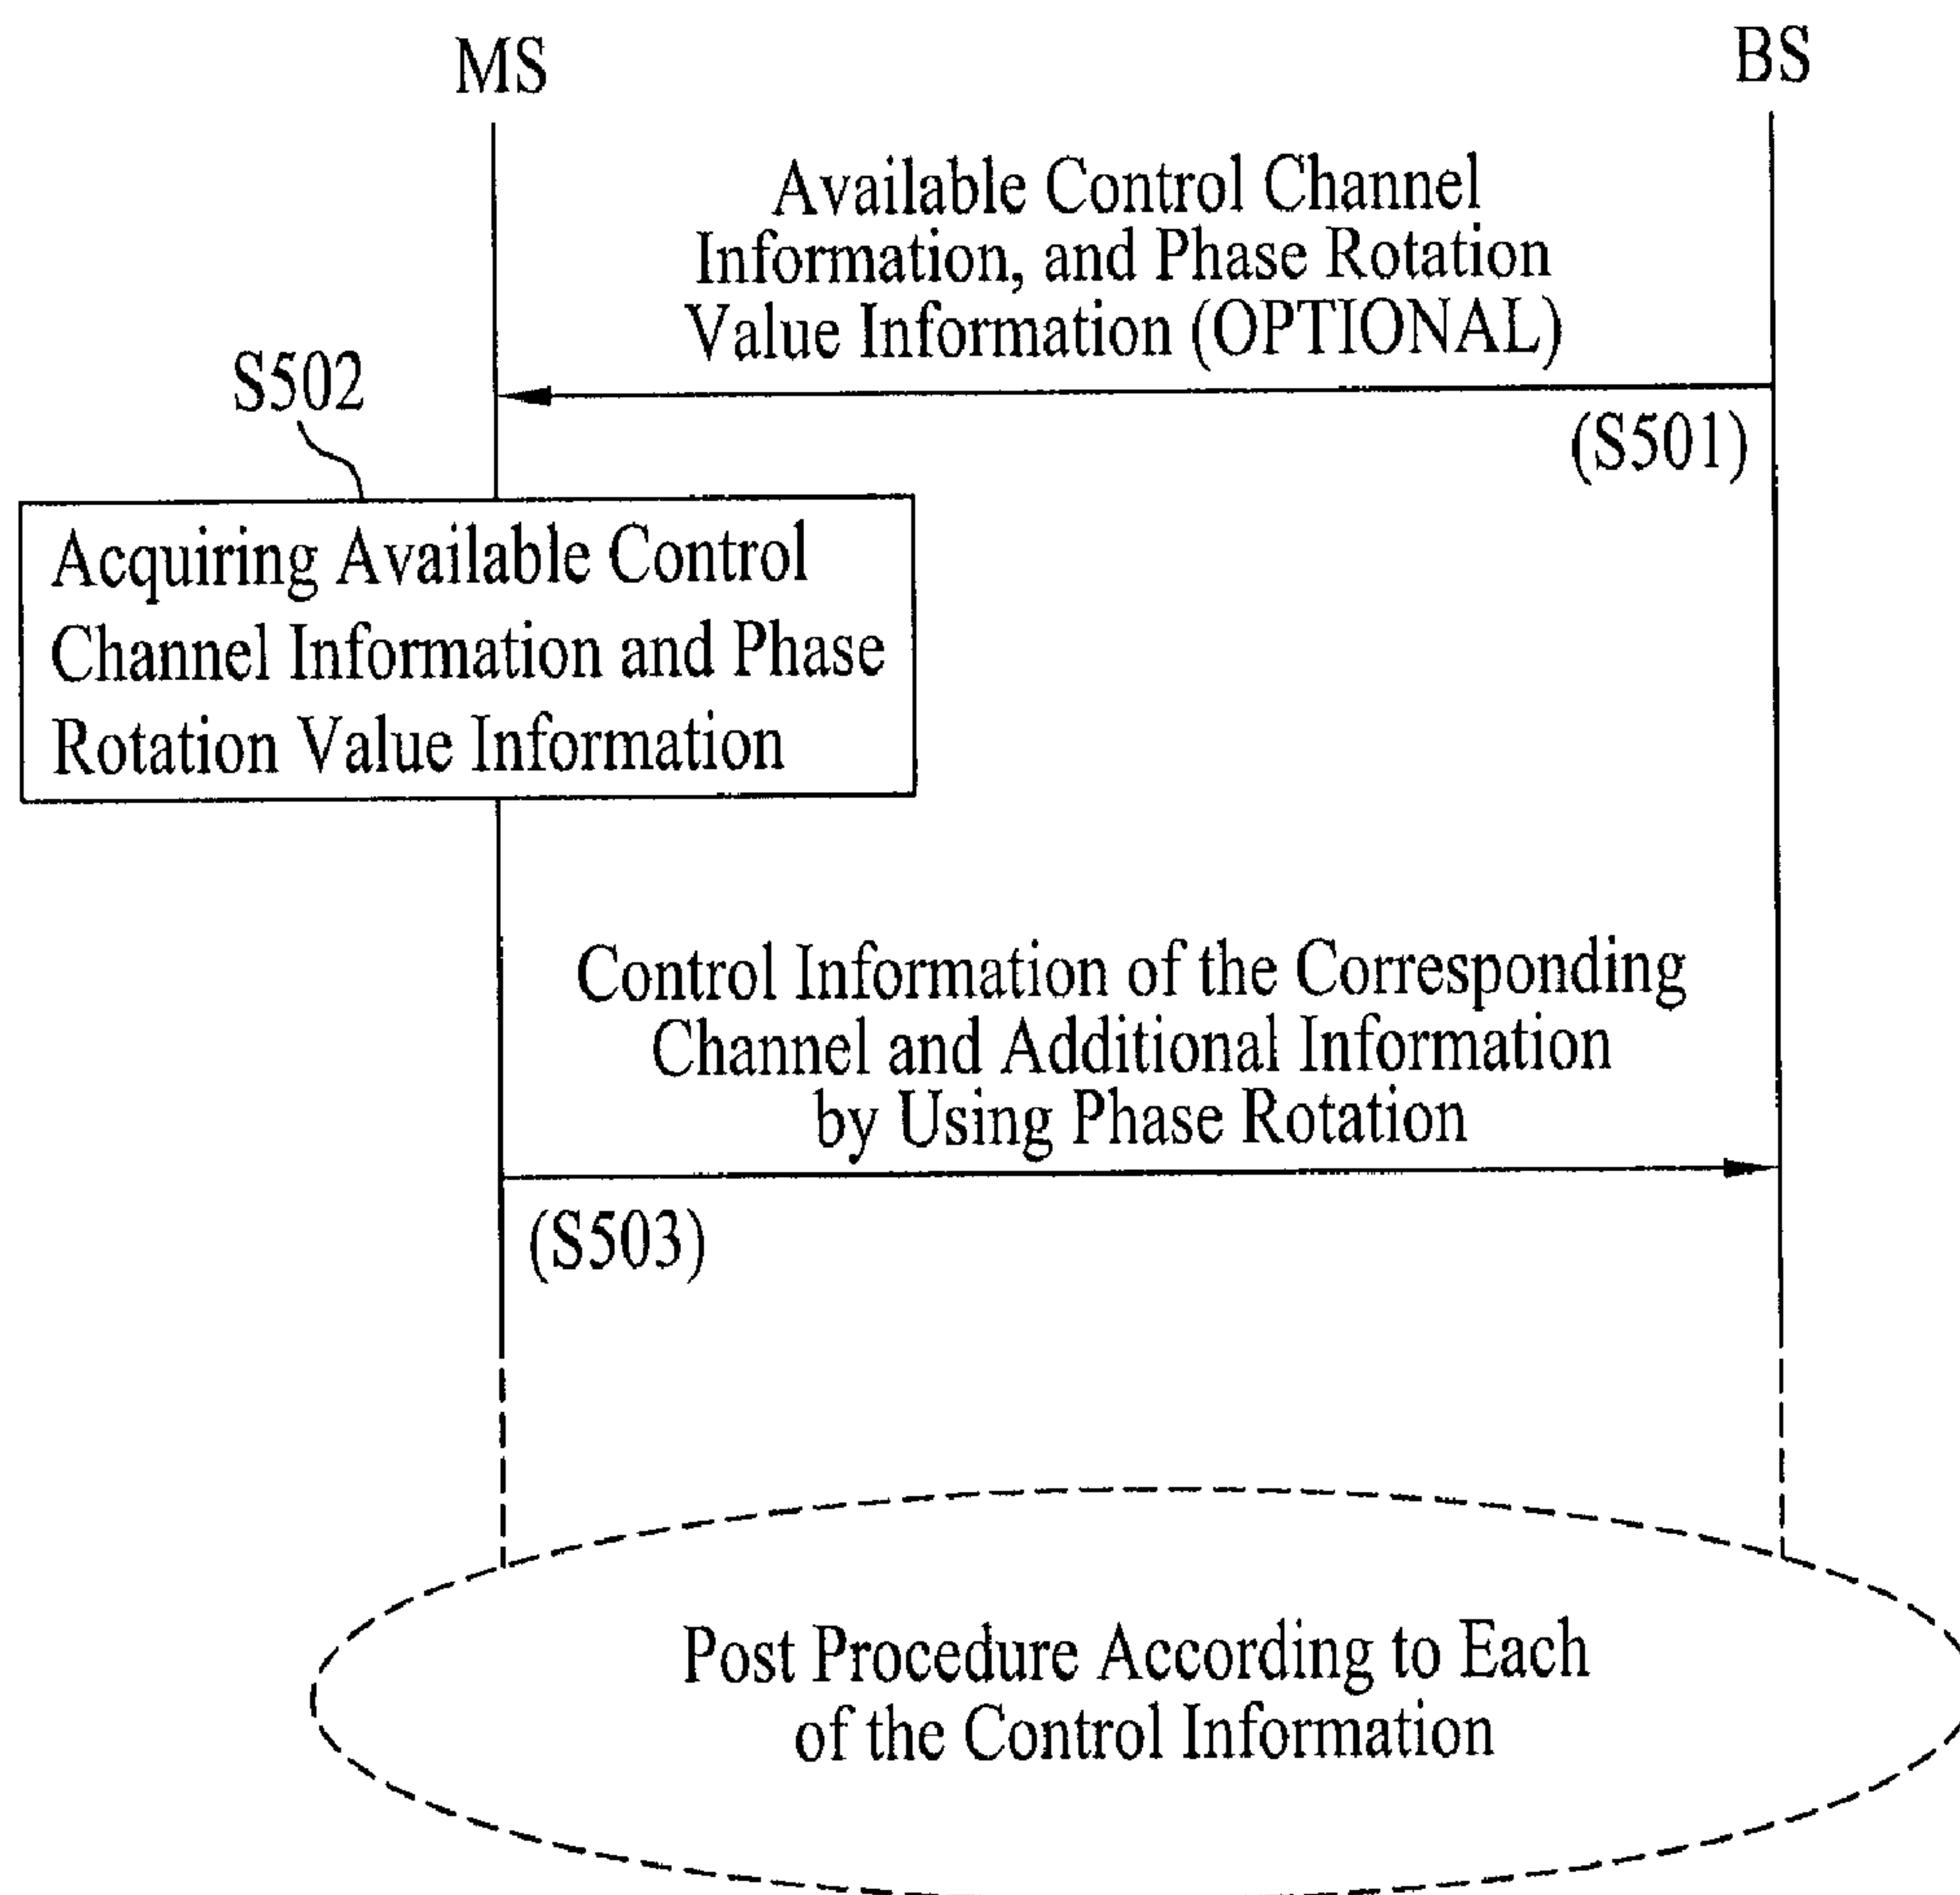 MS
BS
Available Control Channel
Information, and Phase Rotation
Value Information (OPTIONAL)
(S501)
S502
Acquiring Available Control
Channel Information and Phase
Rotation Value Information
Control Information of the Corresponding
Channel and Additional Information
by Using Phase Rotation
(S503)
Post Procedure According to Each
of the Control Information